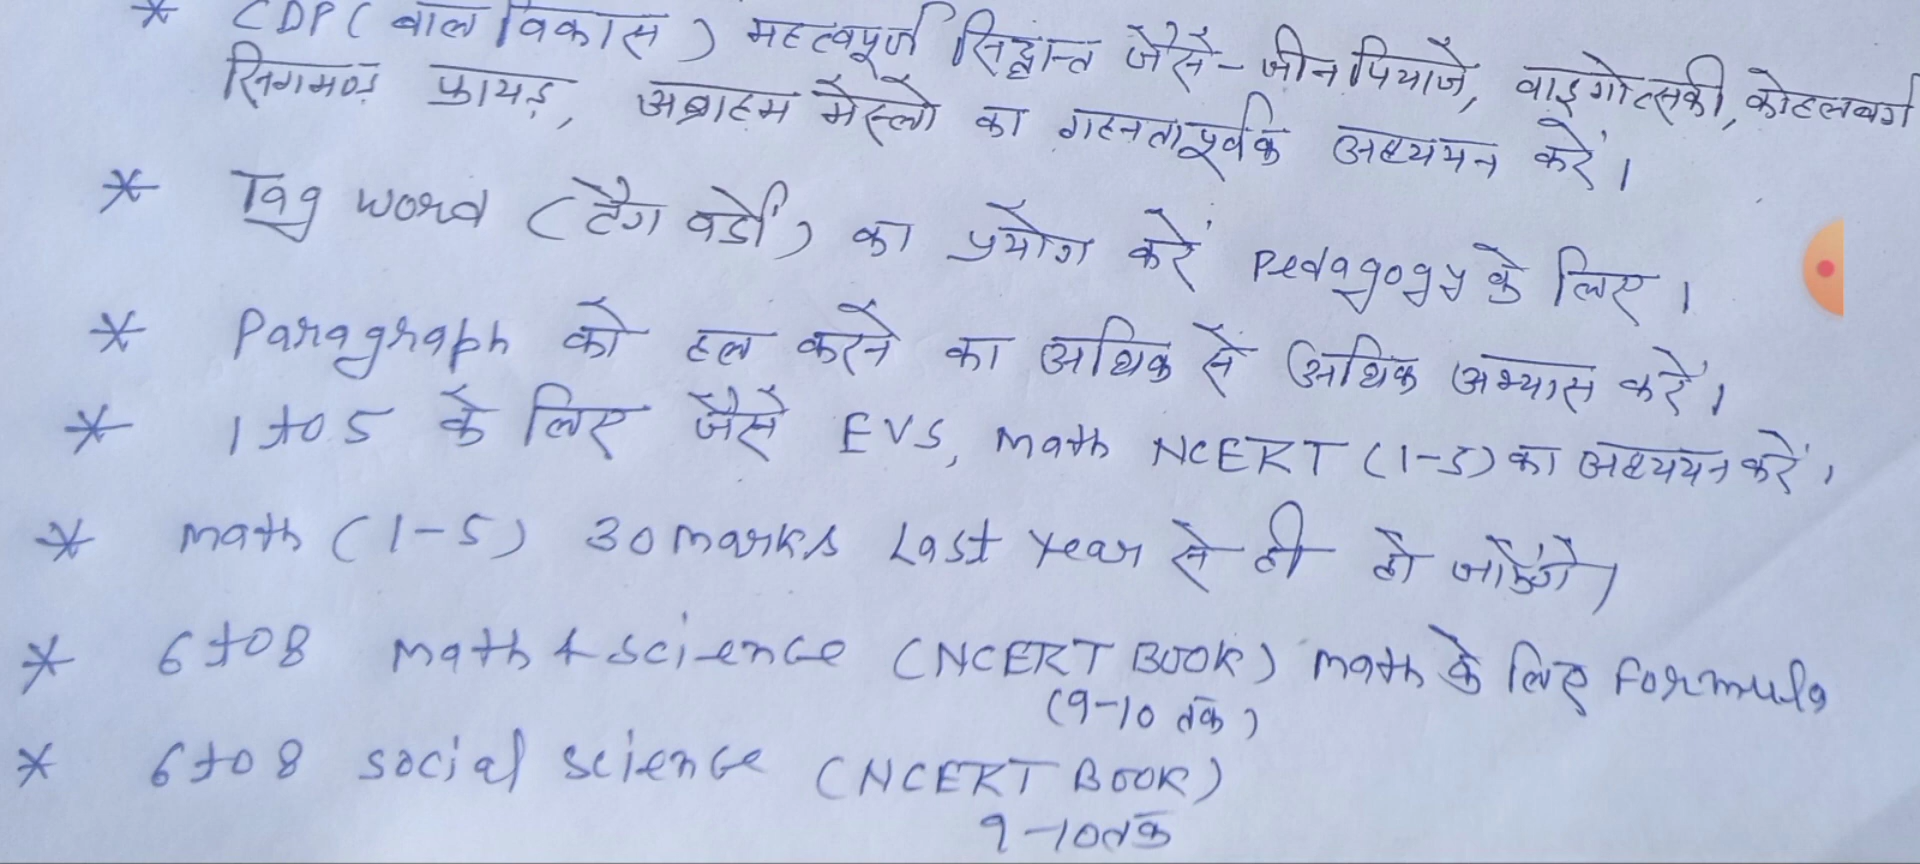 * CDP ( बाल विकास ) महत्वपूर्ण सिद्धान्त जैसे - जीन पियाजे, वाइगोत्सकी, कोहलबर्ग
सिगमण्ड फ्रायड, अब्राहम मैस्लो का गहनतापूर्वक अध्ययन करें।
* Tag word ( टैग वर्डो ) का प्रयोग करें Pedagogy के लिए।
* Paragraph को हल करने का अधिक से अधिक अभ्यास करें।
* 1 to 5 के लिए जैसे EVS, Math NCERT (1-5) का अध्ययन करें।
* Math (1-5) 30 marks Last Year से ही हो जाऐंगे।
* 6 to 8 Math & Science (NCERT BOOK) Math के लिए Formula
(9-10 तक)
* 6 to 8 Social Science (NCERT BOOK)
9-10 तक